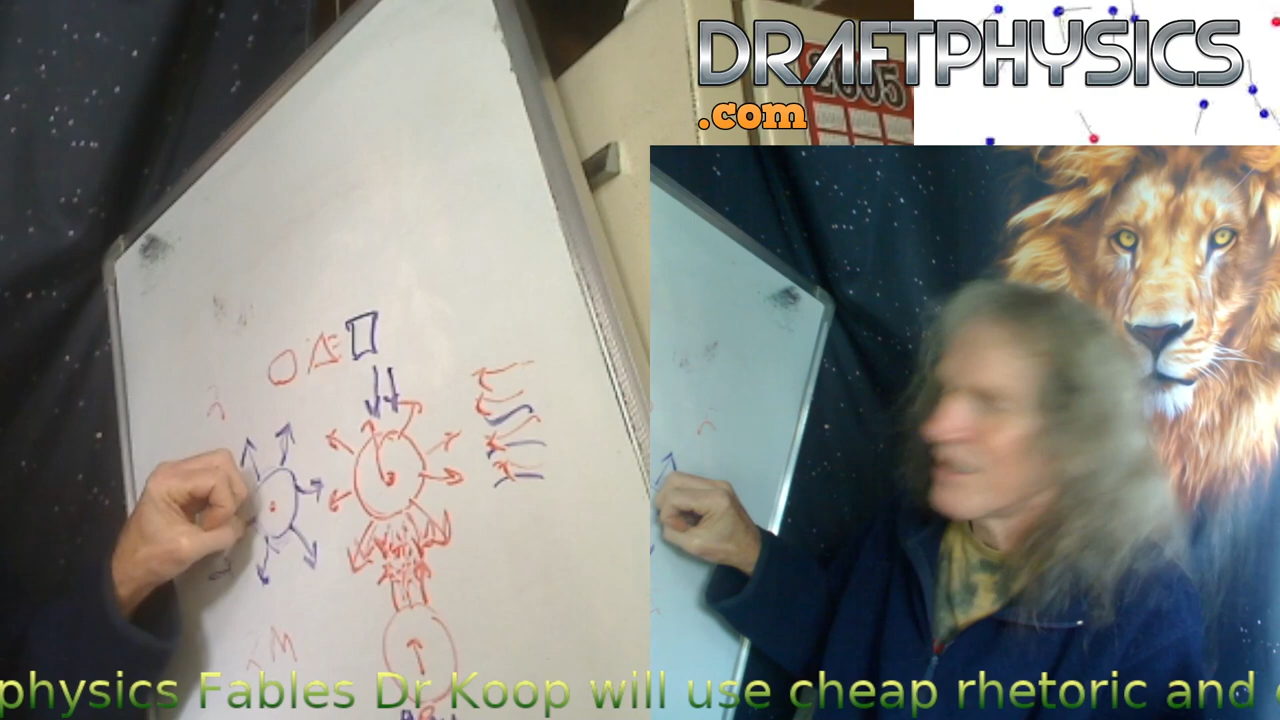 DRAFTPHYSICS
.com
2005
M
physics Fables Dr Koop will use cheap rhetoric and